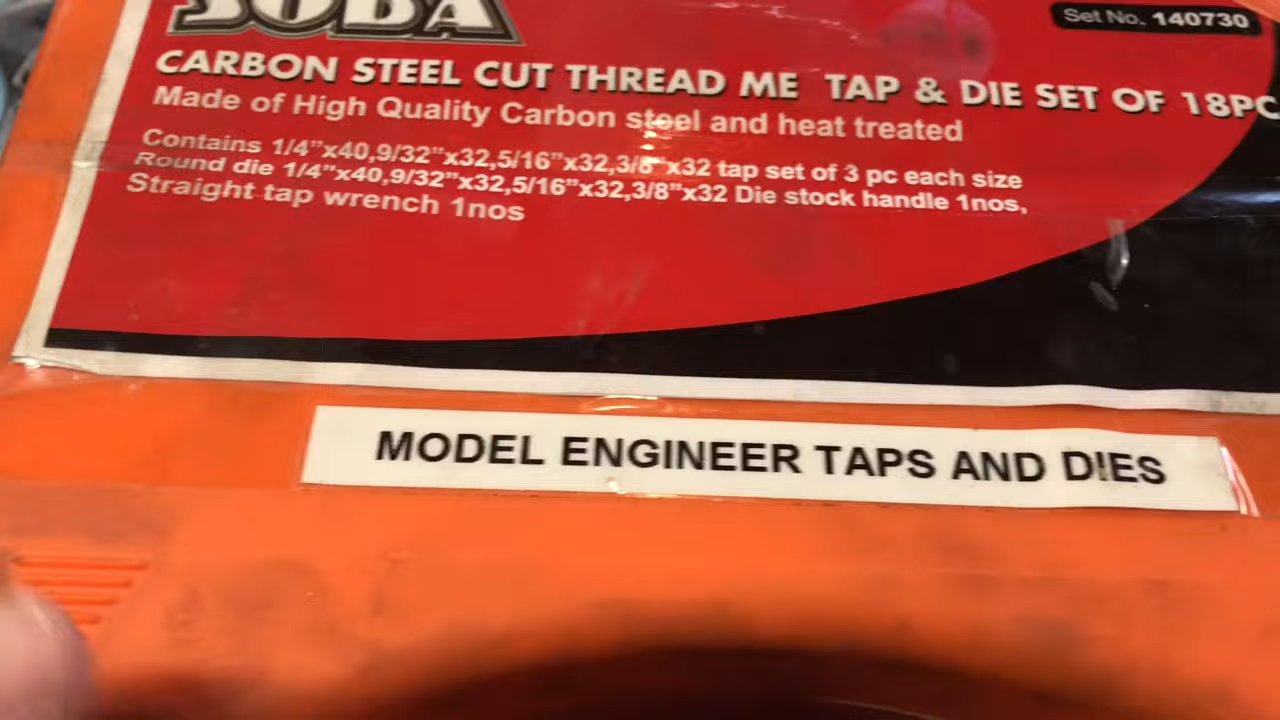 SODA
Set No. 140730
CARBON STEEL CUT THREAD ME TAP & DIE SET OF 18PC
Made of High Quality Carbon steel and heat treated
Contains 1/4”x40,9/32”x32,5/16”x32,3/8”x32 tap set of 3 pc each size
Round die 1/4”x40,9/32”x32,5/16”x32,3/8”x32 Die stock handle 1nos,
Straight tap wrench 1nos
MODEL ENGINEER TAPS AND DIES